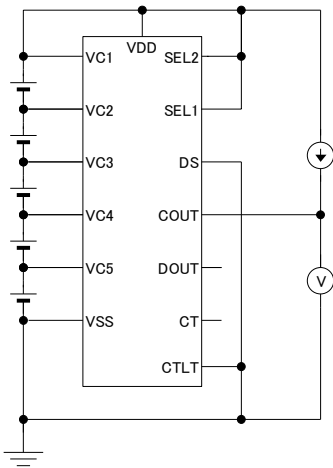 VDD
VC1 SEL2
VC2 SEL1
VC3 DS
VC4 COUT
VC5 DOUT
V
VSS CT
CTLT